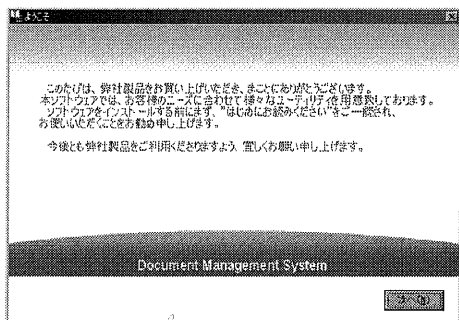 ようこそ
このたびは、弊社製品をお買い上げいただき、まことにありがとうございます。
本ソフトウェアでは、お客様のニーズに合わせて様々なユーティリティを用意致しております。
ソフトウェアをインストールする前にまず、"はじめにお読みください"をご一読され、
お使いいただくことをお勧め申し上げます。
今後とも弊社製品をご利用くださりますよう、宜しくお願い申し上げます。
Document Management System